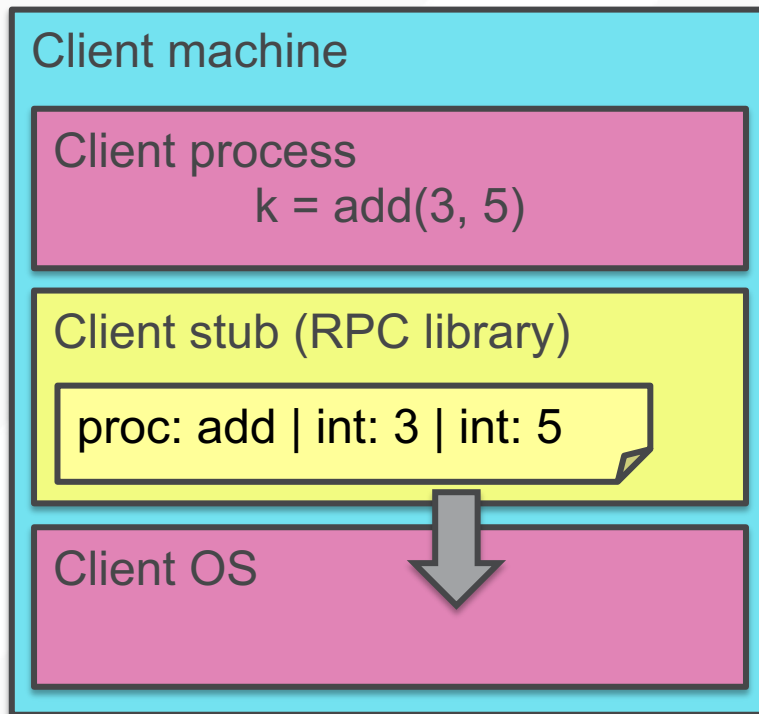 Client machine
Client process
k = add(3, 5)
Client stub (RPC library)
proc: add | int: 3 | int: 5
Client OS